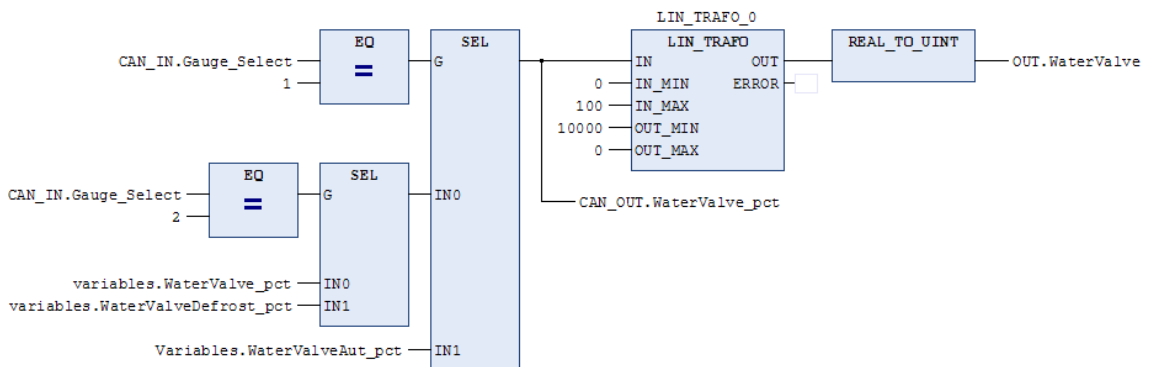 LIN_TRAFO_0
EQ
SEL
LIN_TRAFO
REAL_TO_UINT
CAN_IN.Gauge_Select
=
G
IN
OUT
OUT.WaterValve
1
0
IN_MIN
ERROR
100
IN_MAX
10000
OUT_MIN
0
OUT_MAX
EQ
SEL
CAN_IN.Gauge_Select
=
G
IN0
CAN_OUT.WaterValve_pct
2
variables.WaterValve_pct
IN0
variables.WaterValveDefrost_pct
IN1
Variables.WaterValveAut_pct
IN1